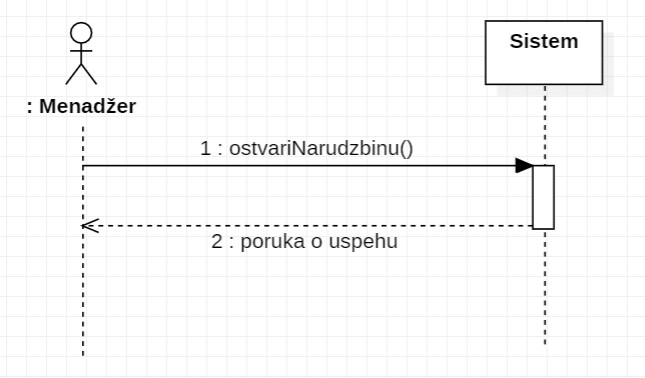 Sistem
: Menadžer
1 : ostvariNarudzbinu()
2 : poruka o uspehu